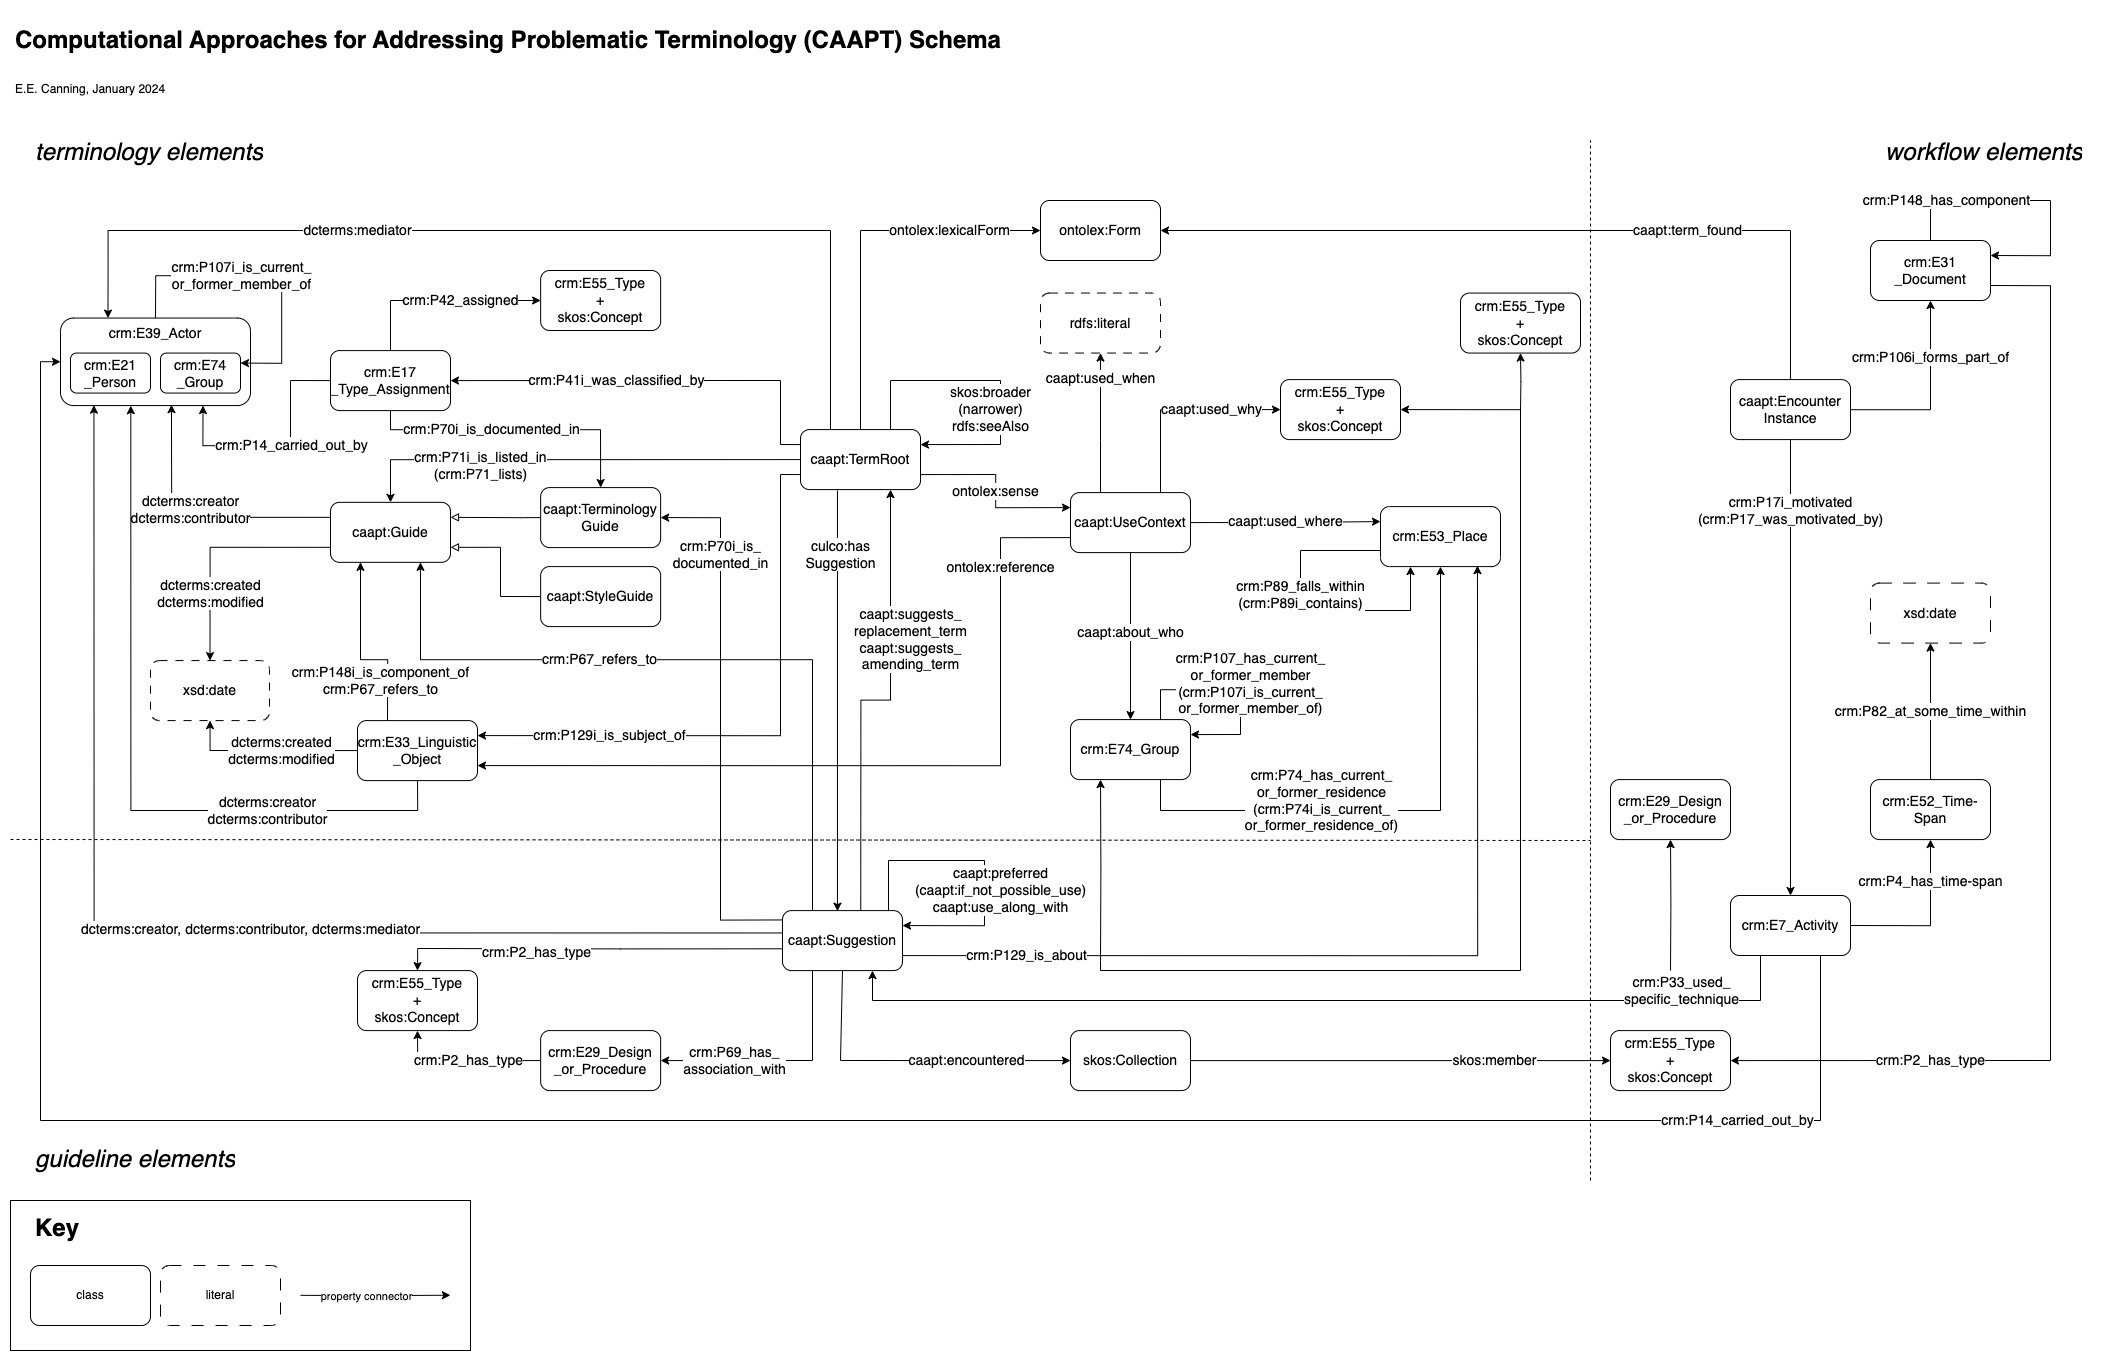 Computational Approaches for Addressing Problematic Terminology (CAAPT) Schema
E.E. Canning, January 2024
terminology elements
workflow elements
crm:P148_has_component
dcterms:mediator
ontolex:lexicalForm
ontolex:Form
caapt:term_found
crm:E31
_Document
crm:P107i_is_current_
or_former_member_of
crm:P42_assigned
crm:E55_Type
+
skos:Concept
rdfs:literal
crm:E55_Type
+
skos:Concept
crm:E39_Actor
crm:E21
_Person
crm:E74
_Group
crm:E17
_Type_Assignment
crm:P41i_was_classified_by
skos:broader
(narrower)
rdfs:seeAlso
caapt:used_when
caapt:used_why
crm:E55_Type
+
skos:Concept
crm:P106i_forms_part_of
caapt:Encounter
Instance
crm:P14_carried_out_by
crm:P70i_is_documented_in
crm:P71i_is_listed_in
(crm:P71_lists)
caapt:TermRoot
ontolex:sense
dcterms:creator
dcterms:contributor
caapt:Guide
caapt:Terminology
Guide
caapt:UseContext
caapt:used_where
crm:E53_Place
crm:P17i_motivated
(crm:P17_was_motivated_by)
crm:P70i_is_
documented_in
culco:has
Suggestion
ontolex:reference
dcterms:created
dcterms:modified
caapt:StyleGuide
crm:P89_falls_within
(crm:P89i_contains)
xsd:date
caapt:suggests_
replacement_term
caapt:suggests_
amending_term
caapt:about_who
crm:P67_refers_to
crm:P148i_is_component_of
crm:P67_refers_to
xsd:date
crm:P107_has_current_
or_former_member
(crm:P107i_is_current_
or_former_member_of)
crm:P82_at_some_time_within
dcterms:created
dcterms:modified
crm:E33_Linguistic
_Object
crm:P129i_is_subject_of
crm:E74_Group
crm:P74_has_current_
or_former_residence
(crm:P74i_is_current_
or_former_residence_of)
dcterms:creator
dcterms:contributor
crm:E29_Design
_or_Procedure
crm:E52_Time-
Span
caapt:preferred
(caapt:if_not_possible_use)
caapt:use_along_with
crm:P4_has_time-span
dcterms:creator, dcterms:contributor, dcterms:mediator
caapt:Suggestion
crm:E7_Activity
crm:P2_has_type
crm:P129_is_about
crm:E55_Type
+
skos:Concept
crm:P33_used_
specific_technique
crm:P2_has_type
crm:E29_Design
_or_Procedure
crm:P69_has_
association_with
caapt:encountered
skos:Collection
skos:member
crm:E55_Type
+
skos:Concept
crm:P2_has_type
crm:P14_carried_out_by
guideline elements
Key
class
literal
property connector